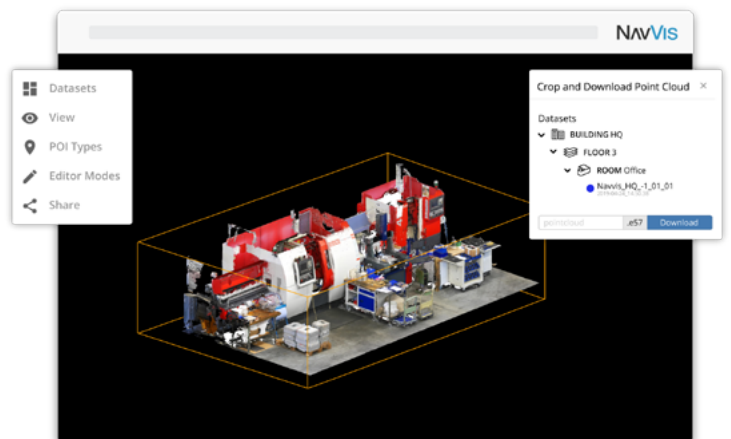 NavVis
Datasets
View
POI Types
Editor Modes
Share
Crop and Download Point Cloud ×
Datasets
BUILDING HQ
FLOOR 3
ROOM Office
Navvis_HQ_-1_01_01
pointcloud .e57 Download